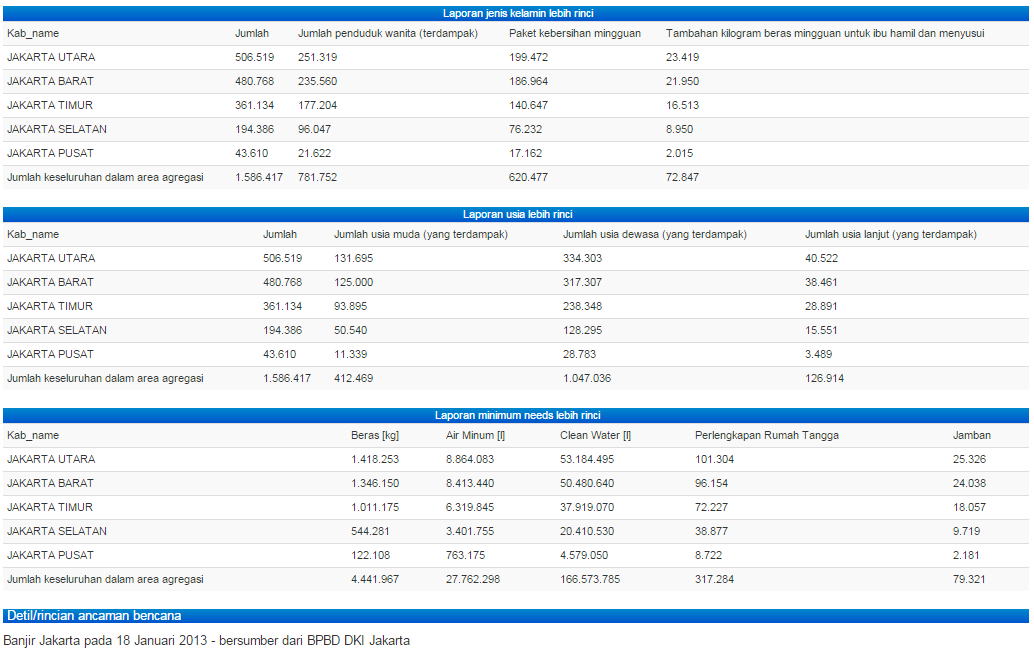 Laporan jenis kelamin lebih rinci
Kab_name Jumlah Jumlah penduduk wanita (terdampak) Paket kebersihan mingguan Tambahan kilogram beras mingguan untuk ibu hamil dan menyusui
JAKARTA UTARA 506.519 251.319 199.472 23.419
JAKARTA BARAT 480.768 235.560 186.964 21.950
JAKARTA TIMUR 361.134 177.204 140.647 16.513
JAKARTA SELATAN 194.386 96.047 76.232 8.950
JAKARTA PUSAT 43.610 21.622 17.162 2.015
Jumlah keseluruhan dalam area agregasi 1.586.417 781.752 620.477 72.847
Laporan usia lebih rinci
Kab_name Jumlah Jumlah usia muda (yang terdampak) Jumlah usia dewasa (yang terdampak) Jumlah usia lanjut (yang terdampak)
JAKARTA UTARA 506.519 131.695 334.303 40.522
JAKARTA BARAT 480.768 125.000 317.307 38.461
JAKARTA TIMUR 361.134 93.895 238.348 28.891
JAKARTA SELATAN 194.386 50.540 128.295 15.551
JAKARTA PUSAT 43.610 11.339 28.783 3.489
Jumlah keseluruhan dalam area agregasi 1.586.417 412.469 1.047.036 126.914
Laporan minimum needs lebih rinci
Kab_name Beras [kg] Air Minum [l] Clean Water [l] Perlengkapan Rumah Tangga Jamban
JAKARTA UTARA 1.418.253 8.864.083 53.184.495 101.304 25.326
JAKARTA BARAT 1.346.150 8.413.440 50.480.640 96.154 24.038
JAKARTA TIMUR 1.011.175 6.319.845 37.919.070 72.227 18.057
JAKARTA SELATAN 544.281 3.401.755 20.410.530 38.877 9.719
JAKARTA PUSAT 122.108 763.175 4.579.050 8.722 2.181
Jumlah keseluruhan dalam area agregasi 4.441.967 27.762.298 166.573.785 317.284 79.321
Detil/rincian ancaman bencana
Banjir Jakarta pada 18 Januari 2013 - bersumber dari BPBD DKI Jakarta